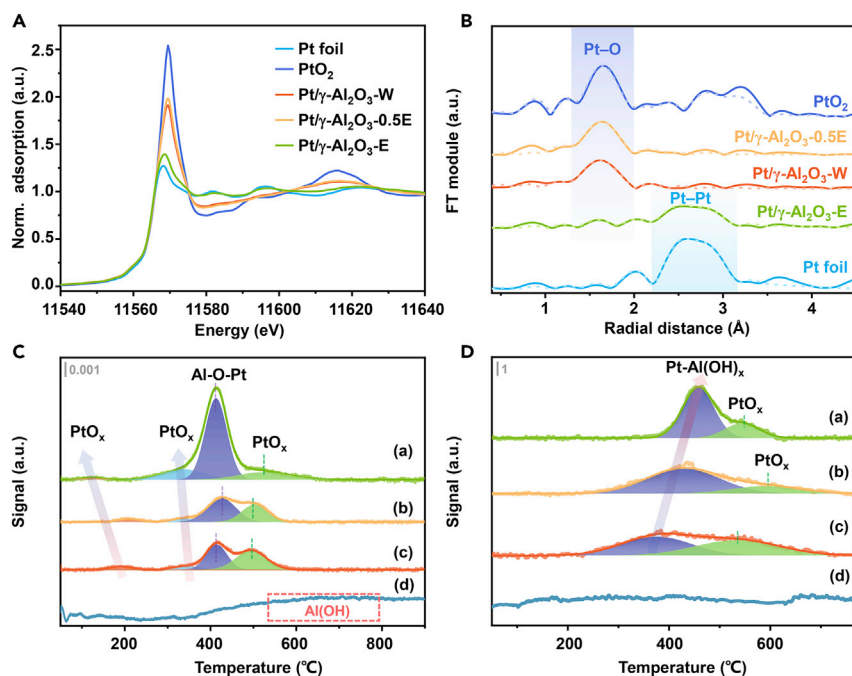 A
Norm. adsorption (a.u.)
2.5
2.0
1.5
1.0
0.5
0.0
Pt foil
PtO₂
Pt/γ-Al₂O₃-W
Pt/γ-Al₂O₃-0.5E
Pt/γ-Al₂O₃-E
11540 11560 11580 11600 11620 11640
Energy (eV)
B
FT module (a.u.)
Pt–O
PtO₂
Pt/γ-Al₂O₃-0.5E
Pt/γ-Al₂O₃-W
Pt–Pt
Pt/γ-Al₂O₃-E
Pt foil
1 2 3 4
Radial distance (Å)
C
Signal (a.u.)
0.001
Al-O-Pt
PtOₓ PtOₓ PtOₓ
(a)
(b)
(c)
(d)
Al(OH)
200 400 600 800
Temperature (℃)
D
Signal (a.u.)
1
Pt-Al(OH)ₓ
PtOₓ
(a)
PtOₓ
(b)
(c)
(d)
200 400 600
Temperature (℃)